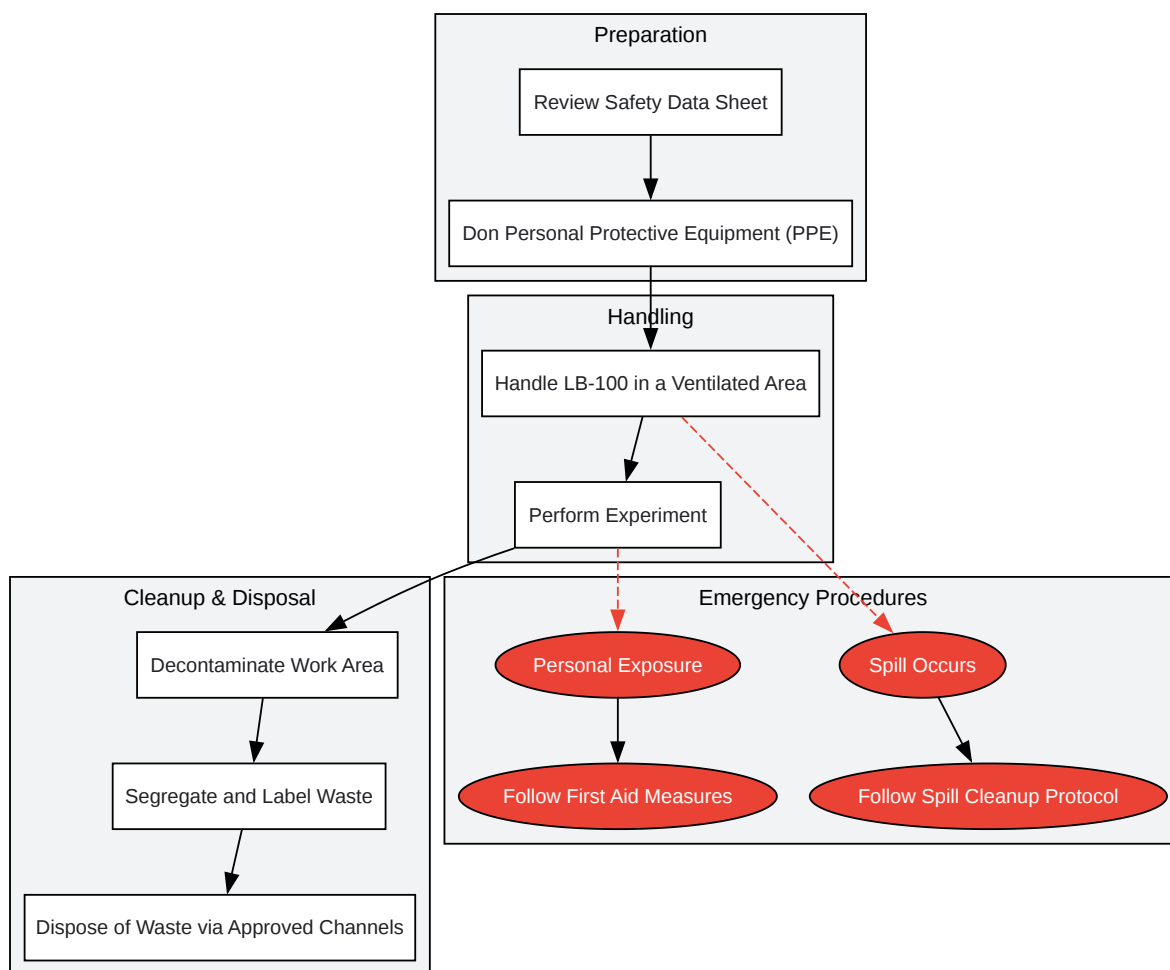 Preparation
Review Safety Data Sheet
Don Personal Protective Equipment (PPE)
Handling
Handle LB-100 in a Ventilated Area
Perform Experiment
Cleanup & Disposal
Decontaminate Work Area
Segregate and Label Waste
Dispose of Waste via Approved Channels
Emergency Procedures
Personal Exposure
Spill Occurs
Follow First Aid Measures
Follow Spill Cleanup Protocol